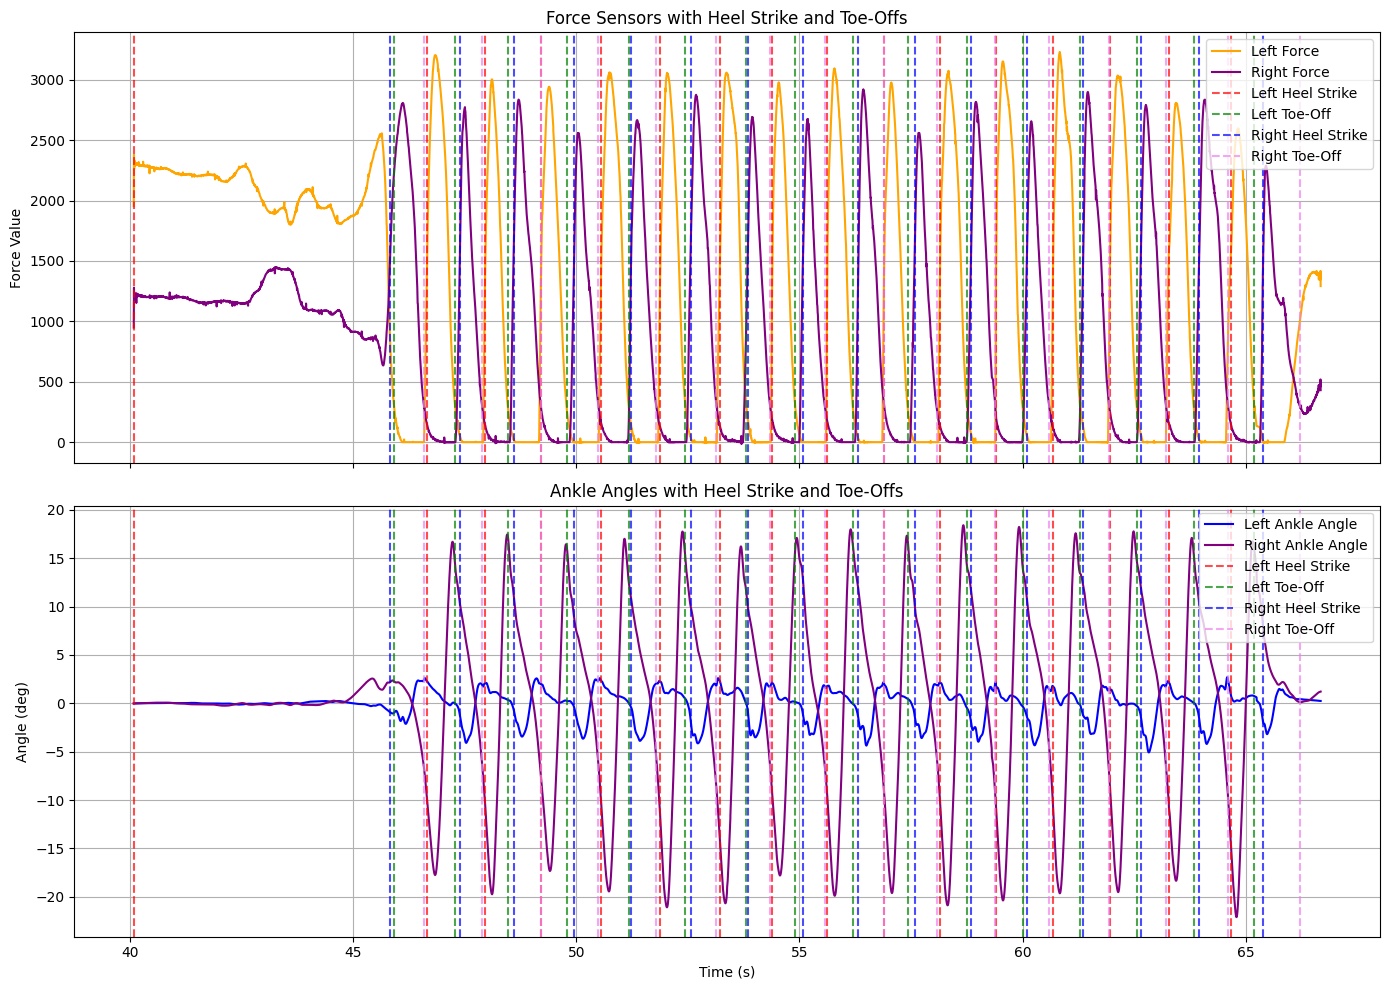 Force Sensors with Heel Strike and Toe-Offs
Force Value
3000
2500
2000
1500
1000
500
0
Left Force
Right Force
Left Heel Strike
Left Toe-Off
Right Heel Strike
Right Toe-Off
Ankle Angles with Heel Strike and Toe-Offs
Angle (deg)
20
15
10
5
0
−5
−10
−15
−20
Left Ankle Angle
Right Ankle Angle
Left Heel Strike
Left Toe-Off
Right Heel Strike
Right Toe-Off
40
45
50
55
60
65
Time (s)